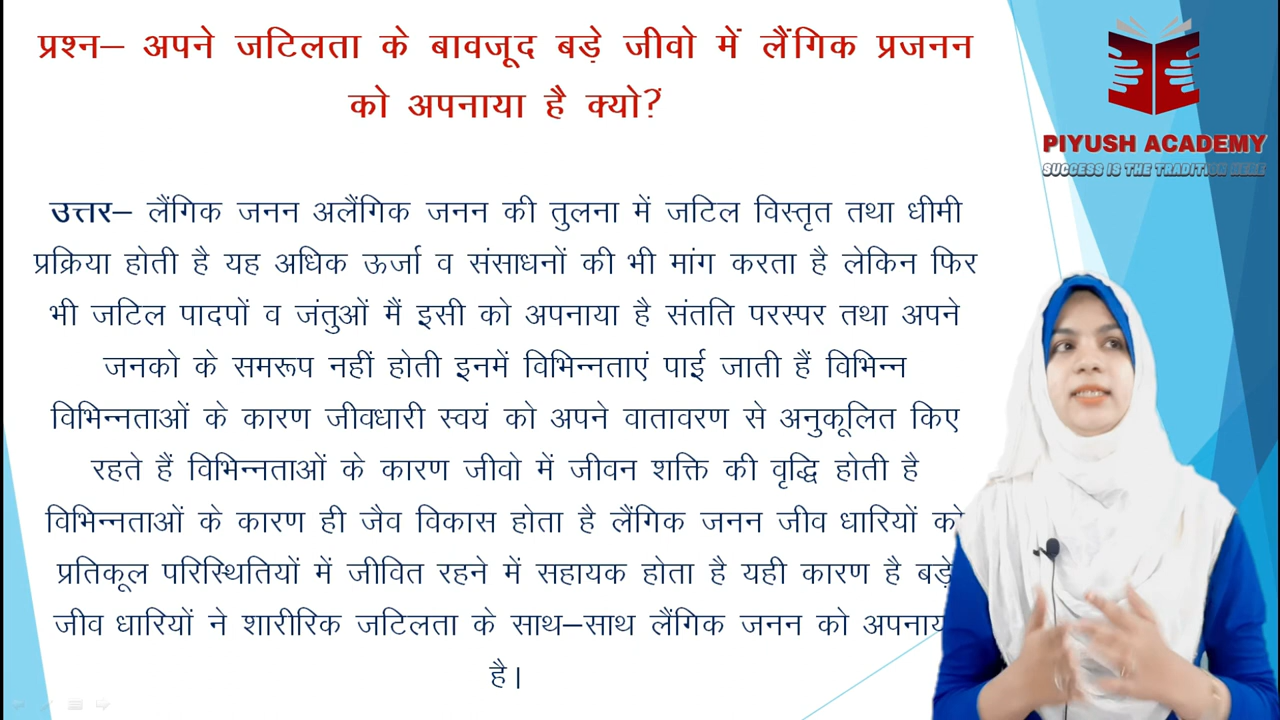 प्रश्न– अपने जटिलता के बावजूद बड़े जीवो में लैंगिक प्रजनन
को अपनाया है क्यो?
PIYUSH ACADEMY
SUCCESS IS THE TRADITION HERE
उत्तर– लैंगिक जनन अलैंगिक जनन की तुलना में जटिल विस्तृत तथा धीमी
प्रक्रिया होती है यह अधिक ऊर्जा व संसाधनों की भी मांग करता है लेकिन फिर
भी जटिल पादपों व जंतुओं मैं इसी को अपनाया है संतति परस्पर तथा अपने
जनको के समरूप नहीं होती इनमें विभिन्नताएं पाई जाती हैं विभिन्न
विभिन्नताओं के कारण जीवधारी स्वयं को अपने वातावरण से अनुकूलित किए
रहते हैं विभिन्नताओं के कारण जीवो में जीवन शक्ति की वृद्धि होती है
विभिन्नताओं के कारण ही जैव विकास होता है लैंगिक जनन जीव धारियों को
प्रतिकूल परिस्थितियों में जीवित रहने में सहायक होता है यही कारण है बड़े
जीव धारियों ने शारीरिक जटिलता के साथ–साथ लैंगिक जनन को अपनाया
है।